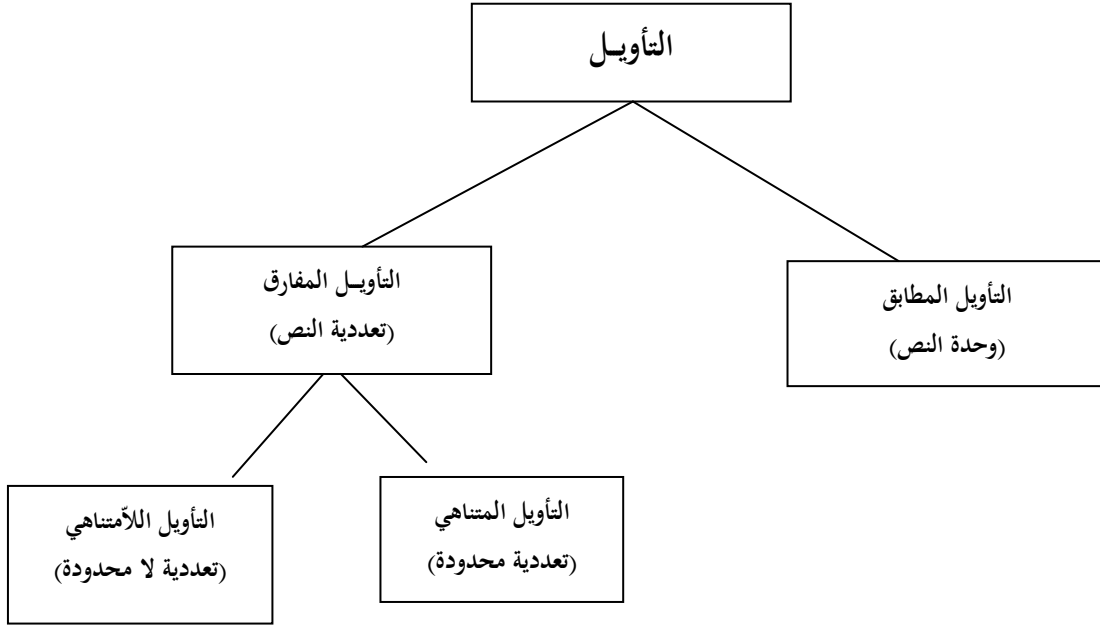 التأويـل
التأويـل المفارق
(تعددية النص)
التأويل المطابق
(وحدة النص)
التأويل المتناهي
(تعددية محدودة)
التأويل اللاّمتناهي
(تعددية لا محدودة)